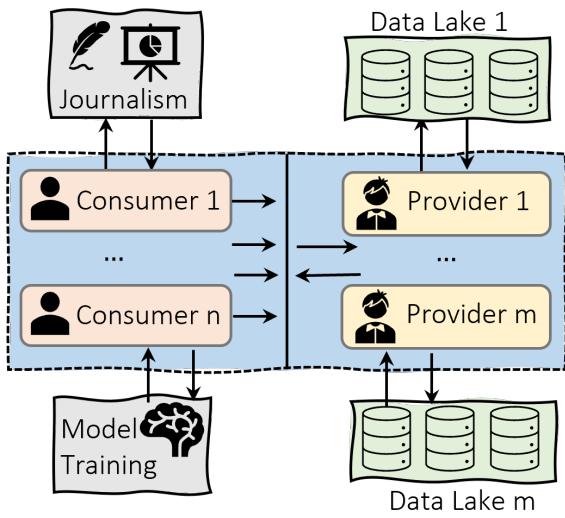 Data Lake 1
Journalism
Consumer 1
Provider 1
...
...
Consumer n
Provider m
Model
Training
Data Lake m